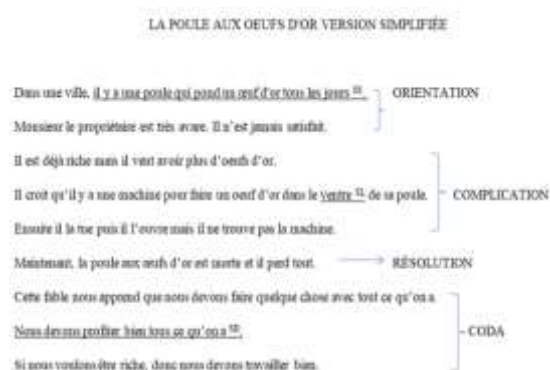 LA POULE AUX OEUFS D'OR VERSION SIMPLIFIÉE
Dans une ville, il y a une poule qui pond un œuf d'or tous les jours ORIENTATION
Monsieur le propriétaire est très avare. Il n'est jamais satisfait.
Il est déjà riche mais il veut avoir plus d'oeufs d'or.
Il croit qu'il y a une machine pour faire un oeuf d'or dans le ventre de sa poule. COMPLICATION
Ensuite il la tue puis il l'ouvre mais il ne trouve pas la machine.
Maintenant, la poule aux œufs d'or est morte et il perd tout. RÉSOLUTION
Cette fable nous apprend que nous devons faire quelque chose avec tout ce qu'on a.
Nous devons profiter bien tous ce qu'on a CODA
Si nous voulons être riche, donc nous devons travailler bien.